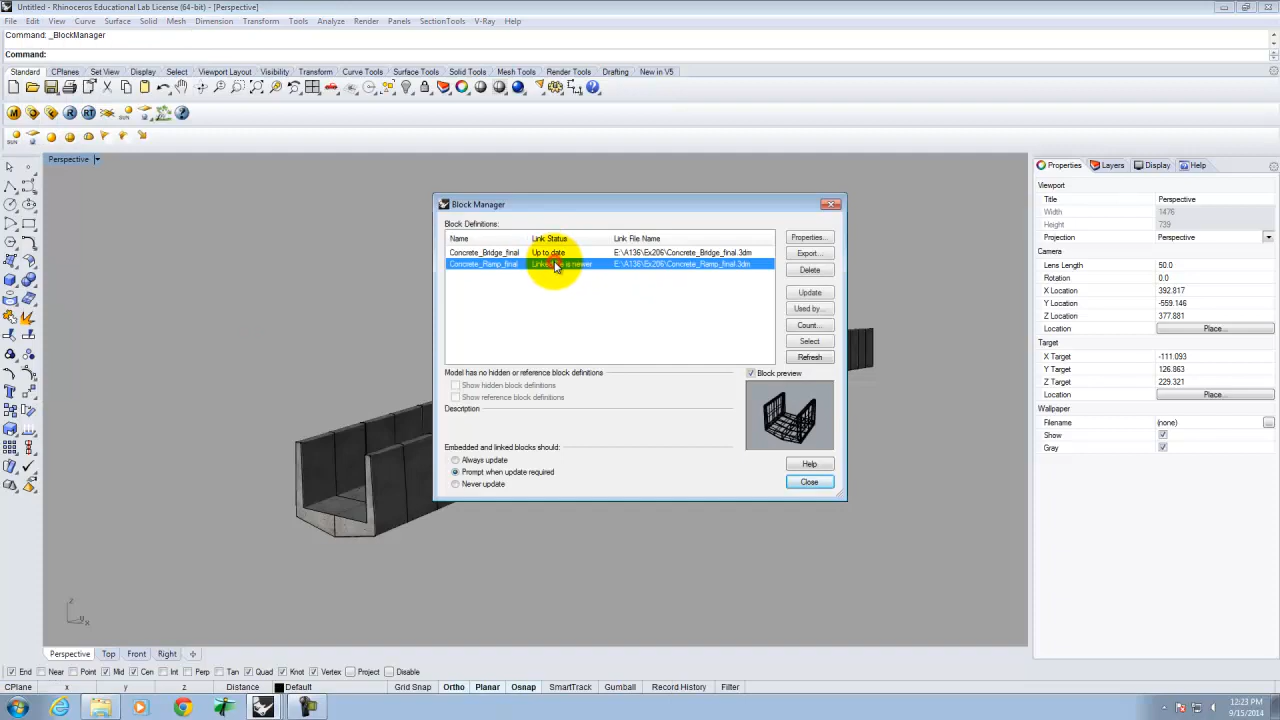 Untitled - Rhinoceros Educational Lab License (64-bit) - [Perspective]
File Edit View Curve Surface Solid Mesh Dimension Transform Tools Analyze Render Panels SectionTools V-Ray Help
Command: _BlockManager
Command:
Standard CPlanes Set View Display Select Viewport Layout Visibility Transform Curve Tools Surface Tools Solid Tools Mesh Tools Render Tools Drafting New in V5
M R RT SUN
SUN
Perspective
Properties Layers Display Help
Viewport
Title Perspective
Width 1476
Height 739
Projection Perspective
Camera
Lens Length 50.0
Rotation 0.0
X Location 392.817
Y Location -559.146
Z Location 377.881
Location Place...
Target
X Target -111.093
Y Target 126.863
Z Target 229.321
Location Place...
Wallpaper
Filename (none)
Show
Gray
Block Manager
Block Definitions:
Name Link Status Link File Name
Concrete_Bridge_final Up to date E:\A136\Ex206\Concrete_Bridge_final.3dm
Concrete_Ramp_final is newer E:\A136\Ex206\Concrete_Ramp_final.3dm
Properties...
Export...
Delete
Update
Used by...
Count...
Select
Refresh
Model has no hidden or reference block definitions
Show hidden block definitions
Show reference block definitions
Description
Block preview
Embedded and linked blocks should:
Always update
Prompt when update required
Never update
Help
Close
z
y x
Perspective Top Front Right
End Near Point Mid Cen Int Perp Tan Quad Knot Vertex Project Disable
CPlane x y z Distance Default Grid Snap Ortho Planar Osnap SmartTrack Gumball Record History Filter
12:23 PM
9/15/2014